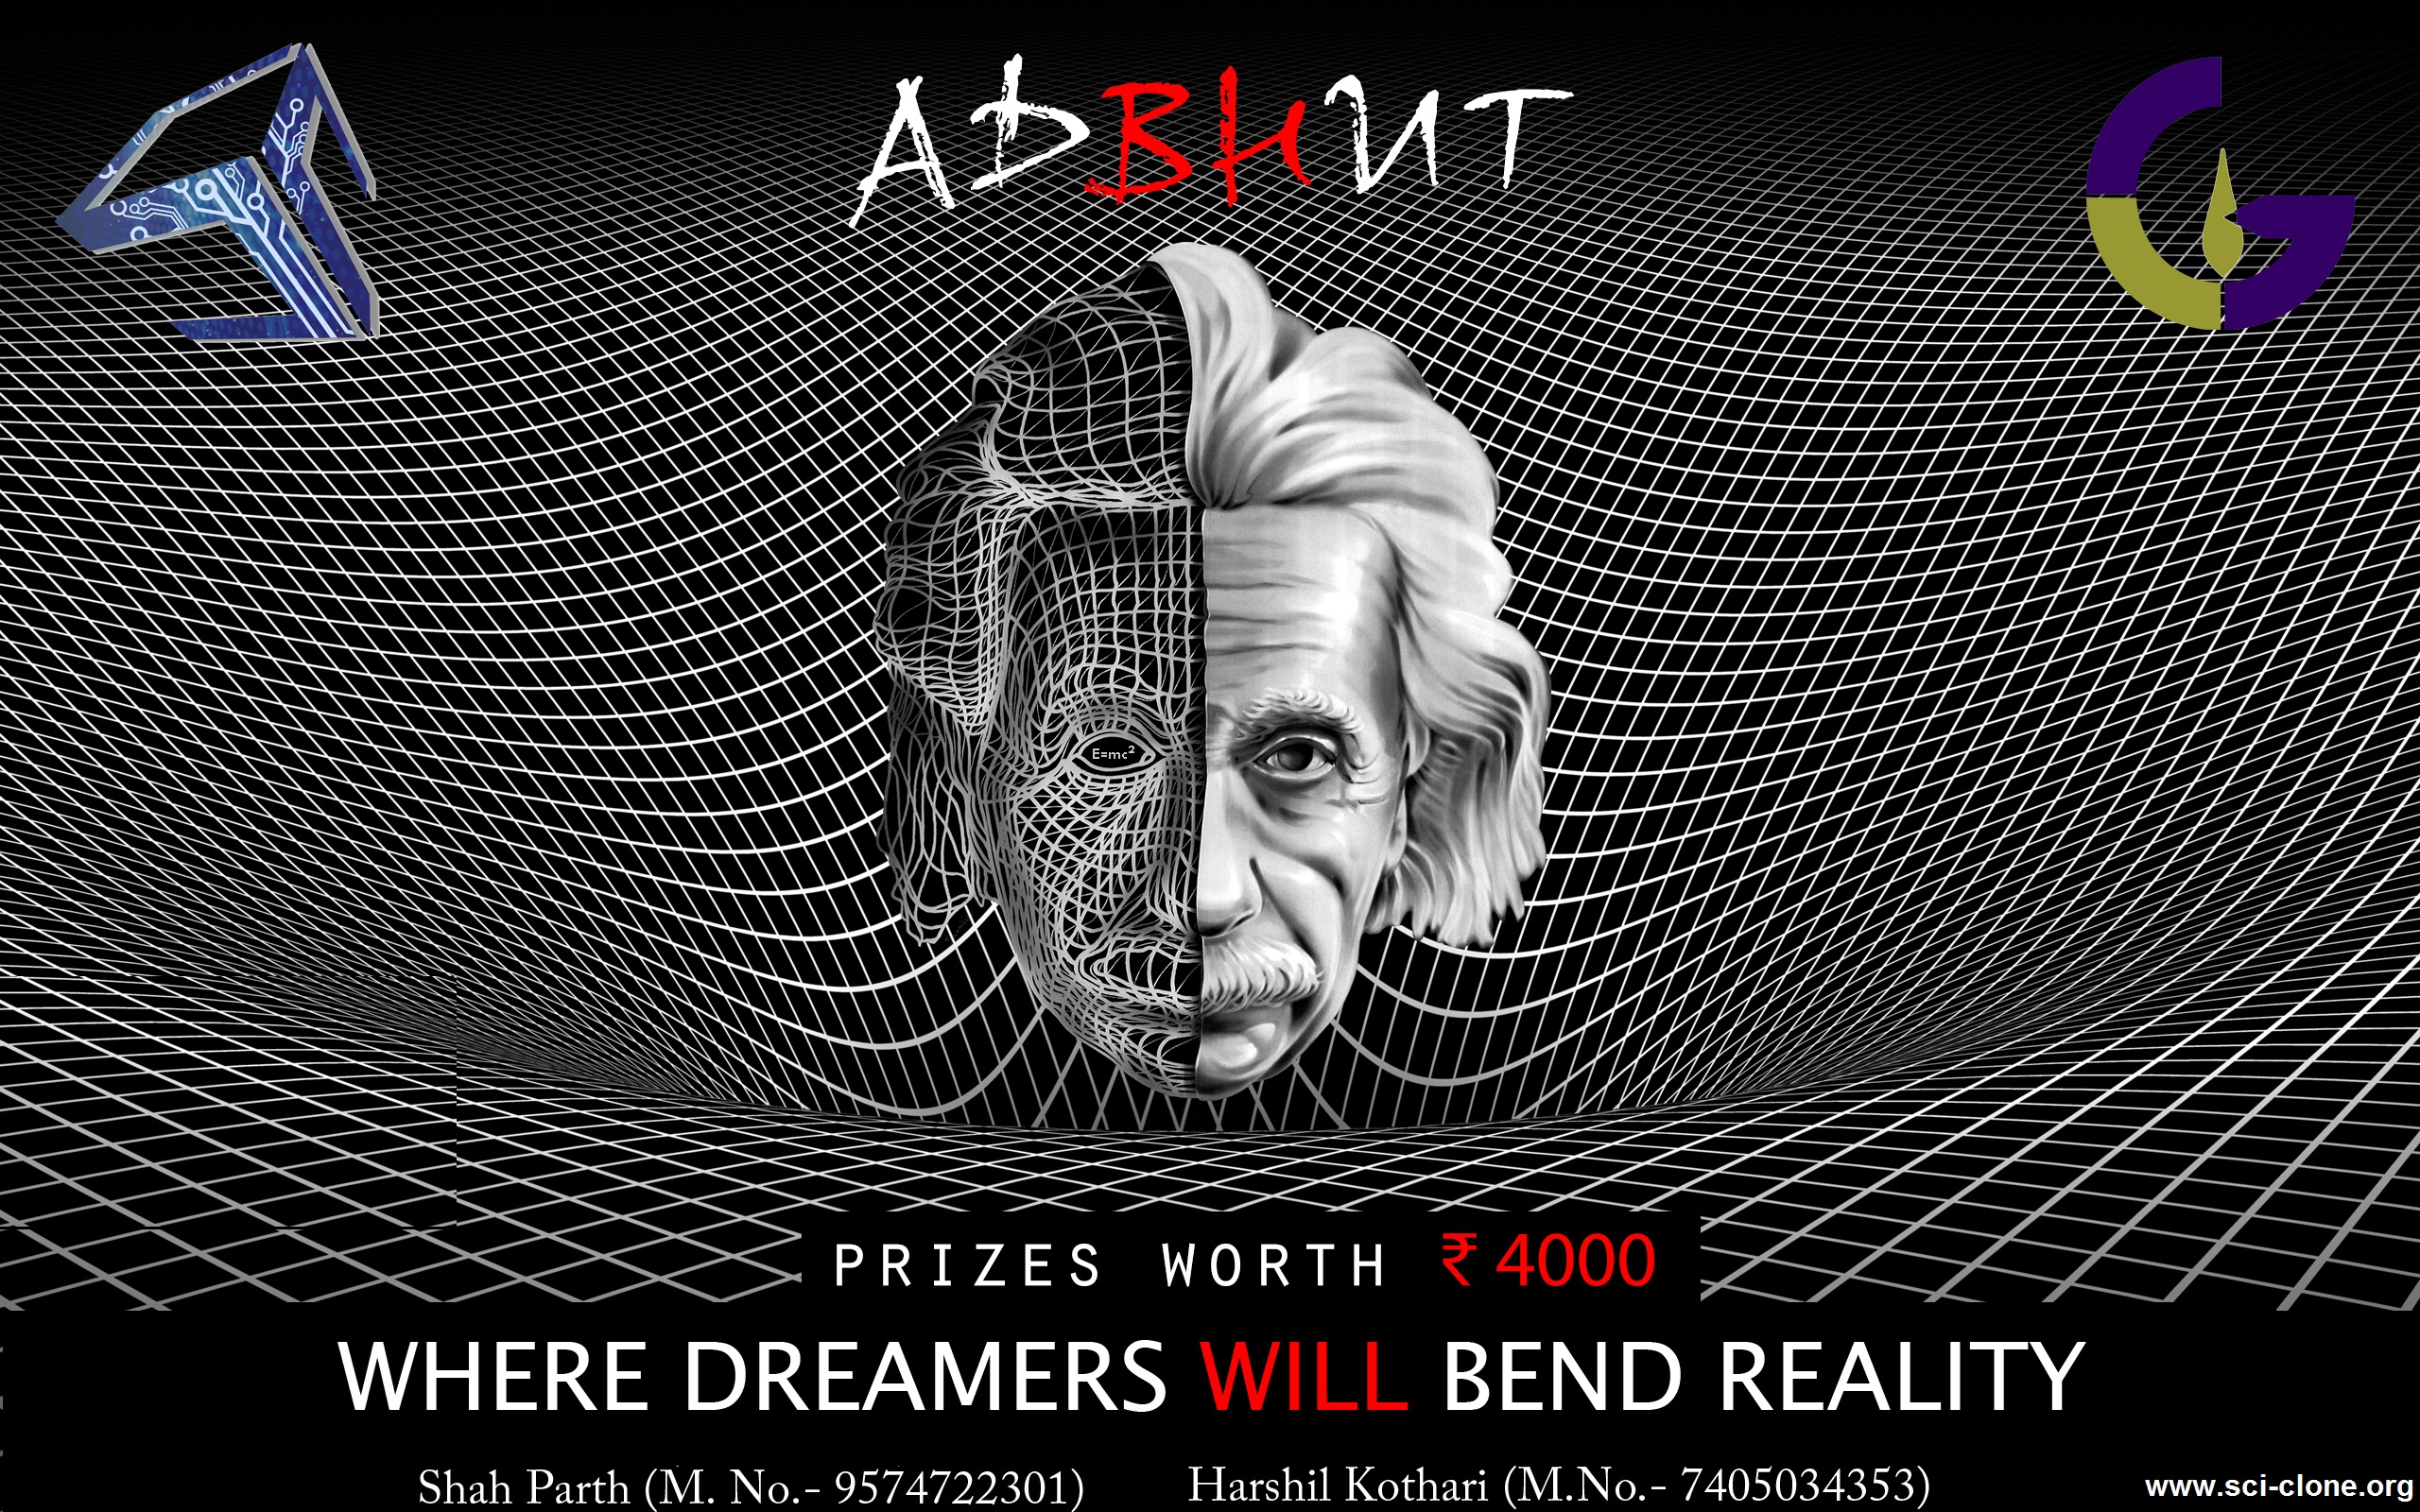 ADBHUT
E=mc²
PRIZES WORTH ₹ 4000
WHERE DREAMERS WILL BEND REALITY
Shah Parth (M. No.- 9574722301) Harshil Kothari (M.No.- 7405034353)
www.sci-clone.org